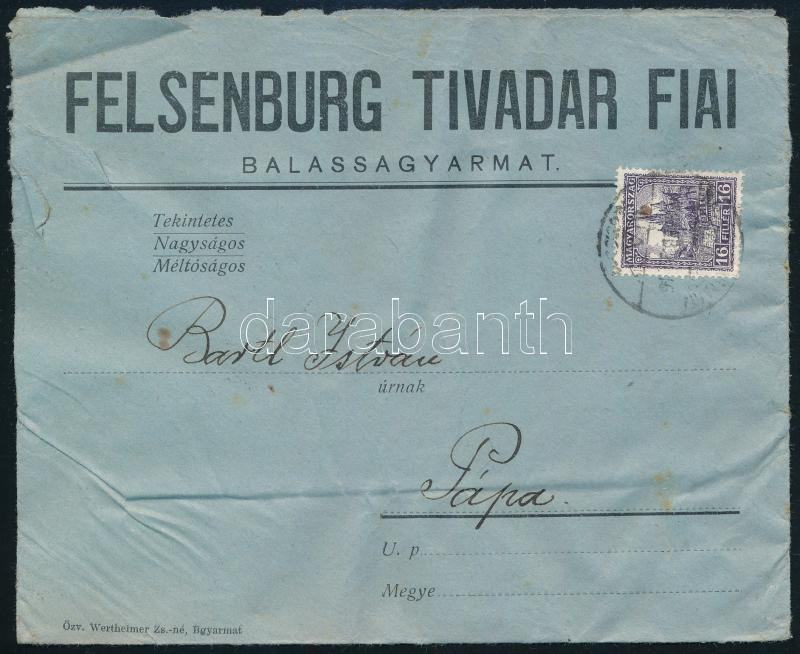 FELSENBURG TIVADAR FIAI
BALASSAGYARMAT.
MAGYARORSZÁG
16 FILLÉR 16
Tekintetes
Nagyságos
Méltóságos
darabanth
Bartl István
úrnak
Pápa.
U. p.
Megye
Özv. Wertheimer Zs.-né, Bgyarmat